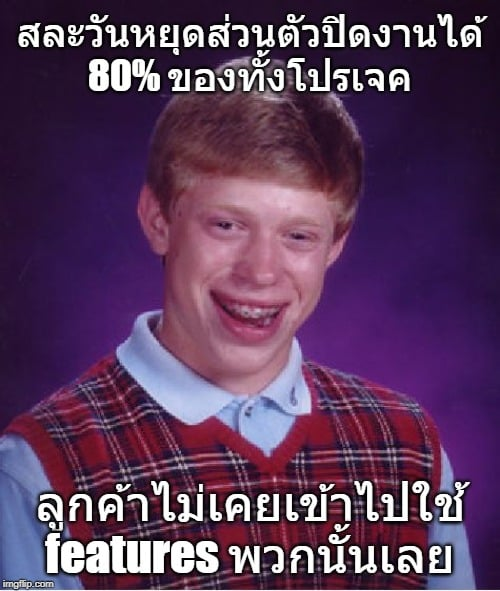 สละวันหยุดส่วนตัวปิดงานได้
80% ของทั้งโปรเจค
ลูกค้าไม่เคยเข้าไปใช้
features พวกนั้นเลย
imgflip.com